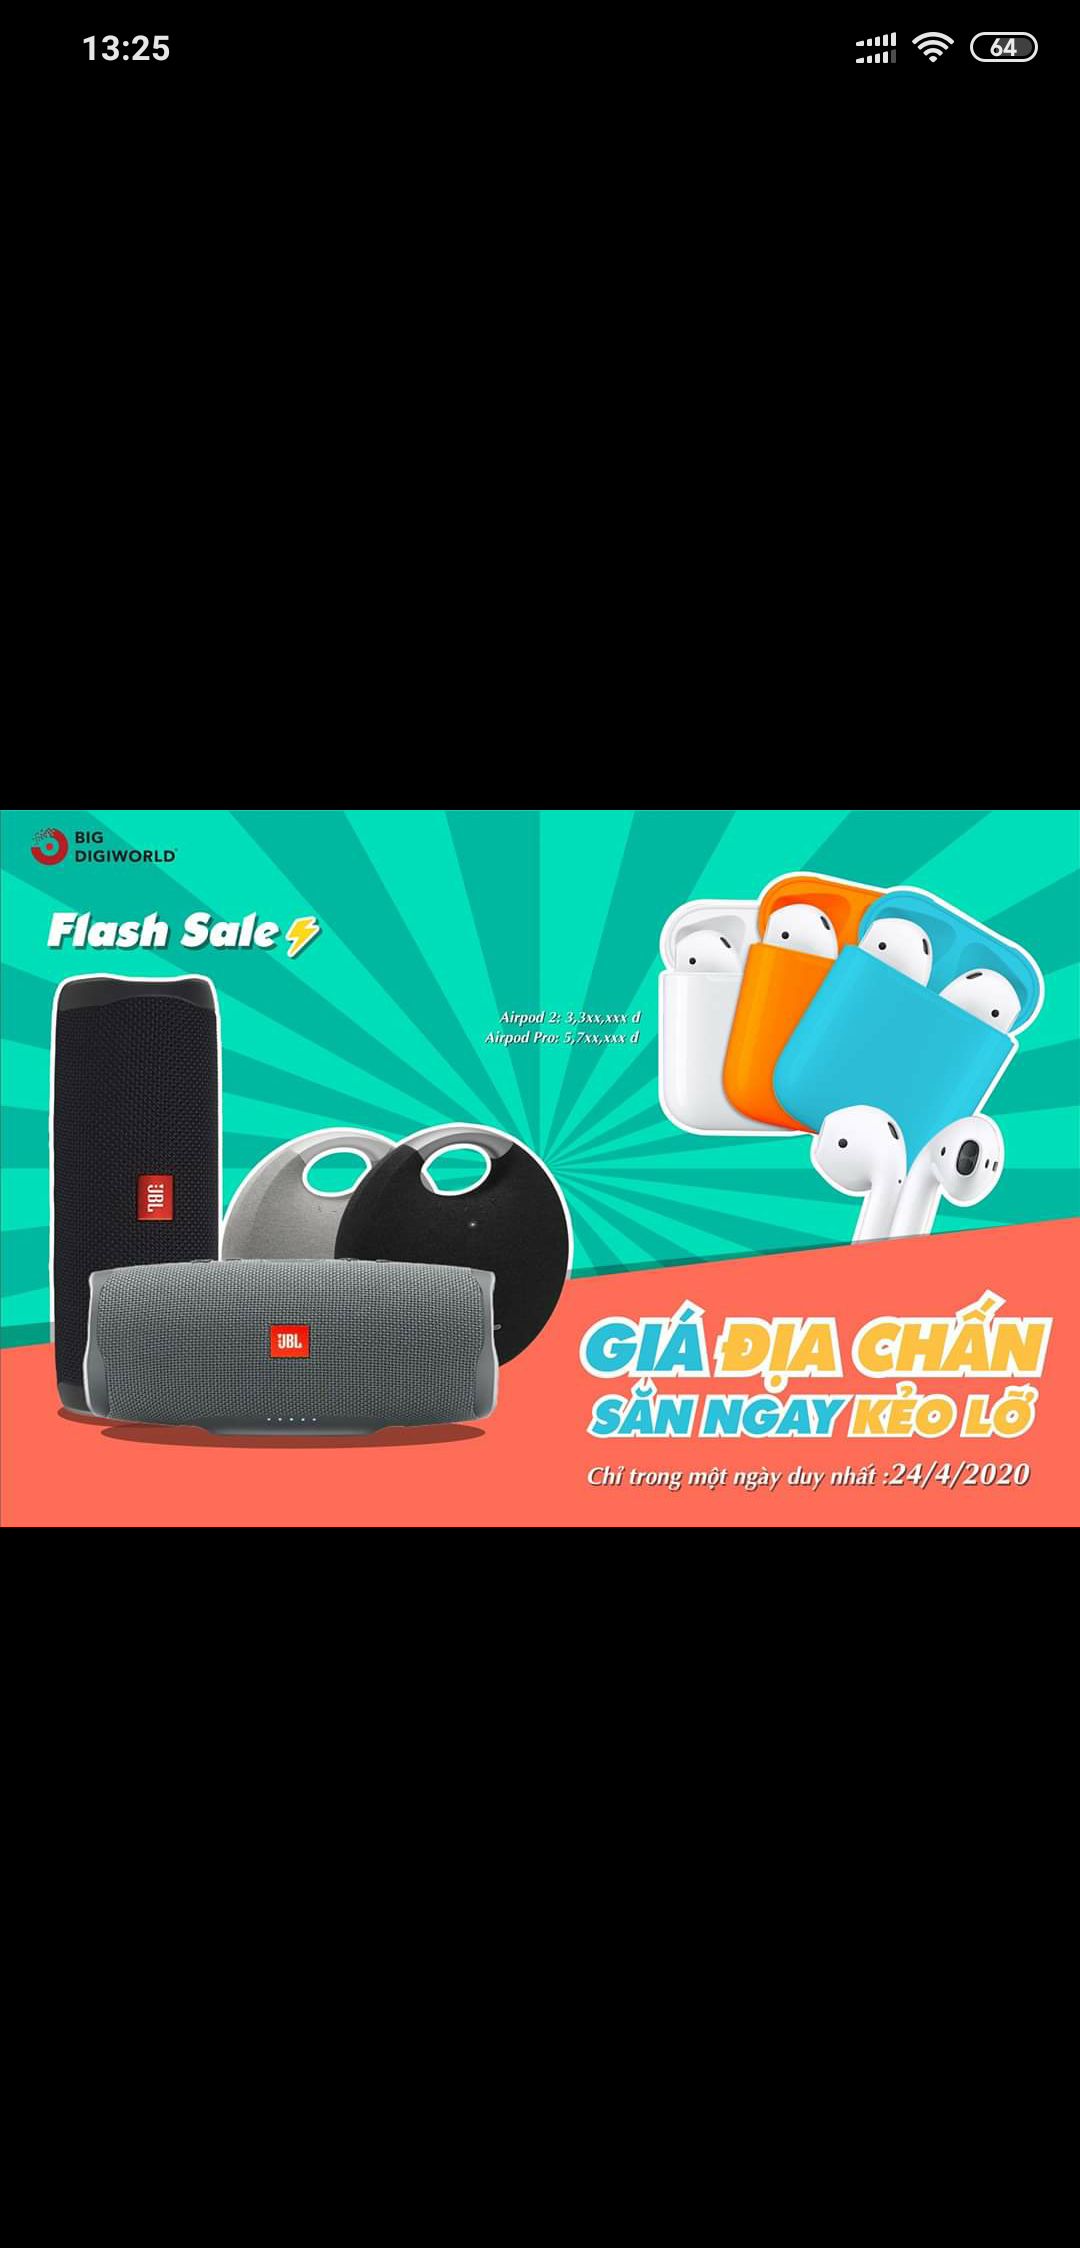 13:25
64
BIG
DIGIWORLD
Flash Sale
Airpod 2: 3,3xx,xxx đ
Airpod Pro: 5,7xx,xxx đ
JBL
JBL
GIÁ ĐỊA CHẤN
SĂN NGAY KẺO LỠ
Chỉ trong một ngày duy nhất :24/4/2020